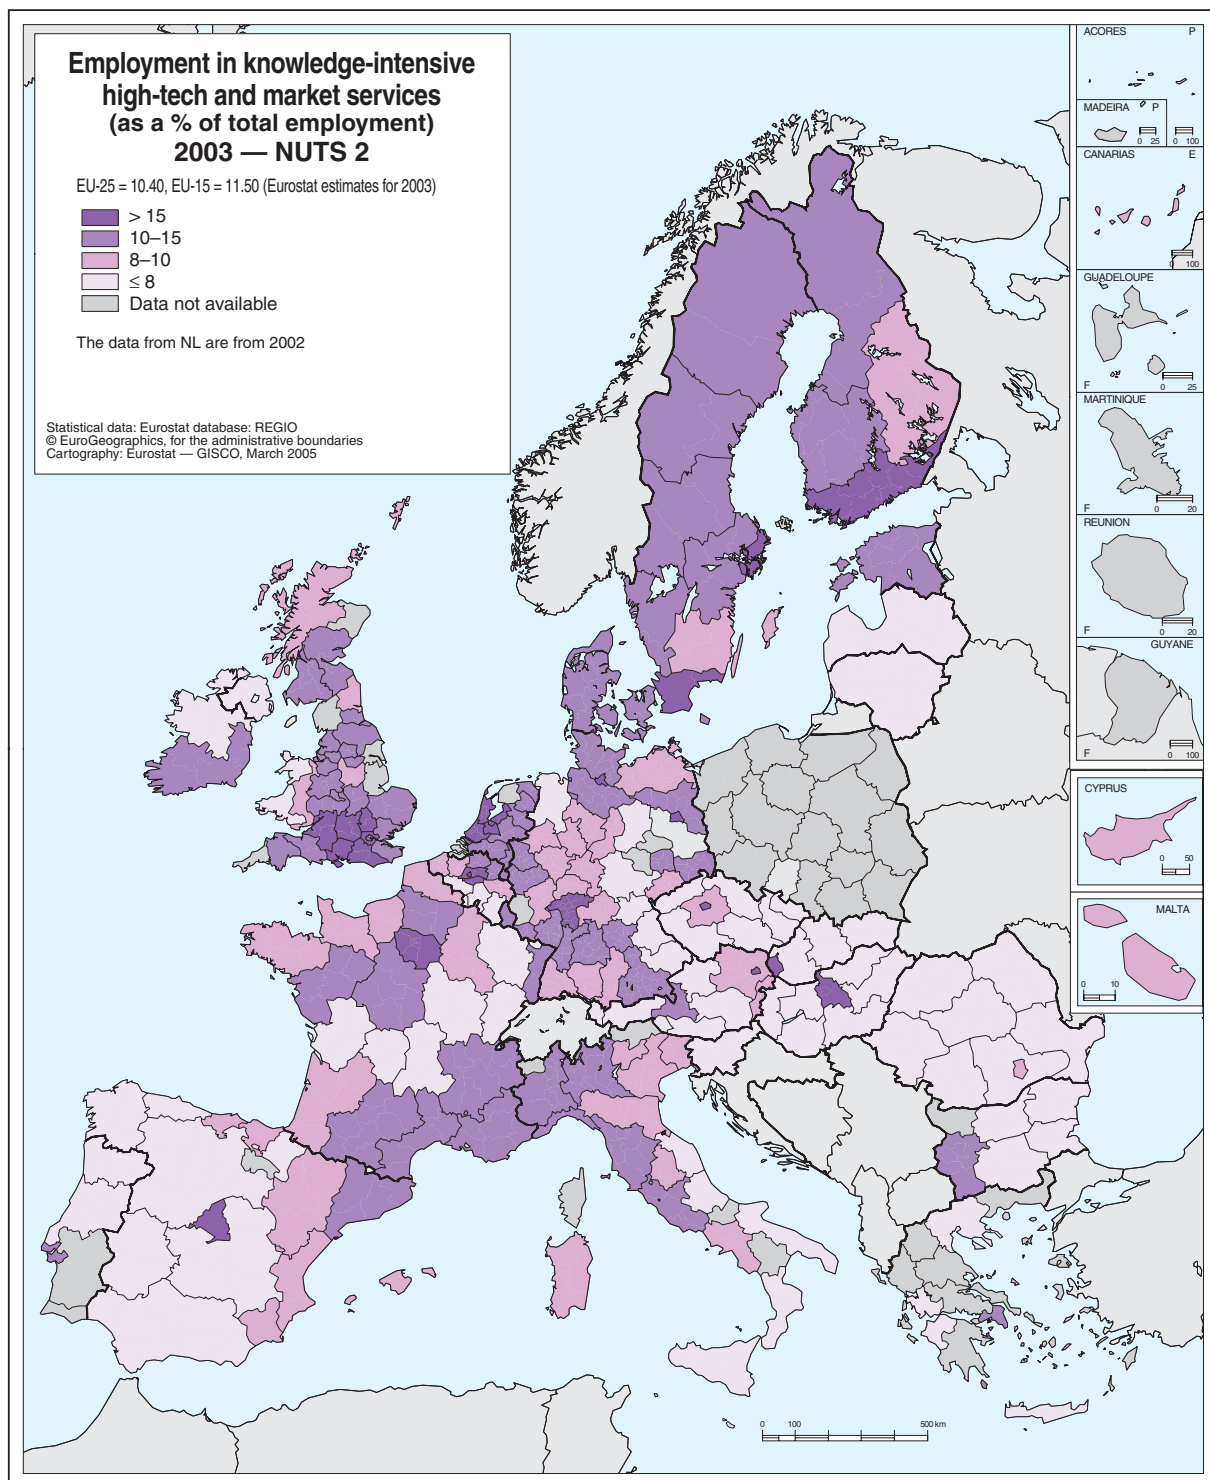 Employment in knowledge-intensive
high-tech and market services
(as a % of total employment)
2003 — NUTS 2
EU-25 = 10.40, EU-15 = 11.50 (Eurostat estimates for 2003)
> 15
10–15
8–10
≤ 8
Data not available
The data from NL are from 2002
Statistical data: Eurostat database: REGIO
© EuroGeographics, for the administrative boundaries
Cartography: Eurostat — GISCO, March 2005
ACORES P
MADEIRA P
0 25 0 100
CANARIAS E
0 100
GUADELOUPE
F 0 25
MARTINIQUE
F 0 20
REUNION
F 0 20
GUYANE
F 0 100
CYPRUS
0 50
MALTA
0 10
0 100 500 km